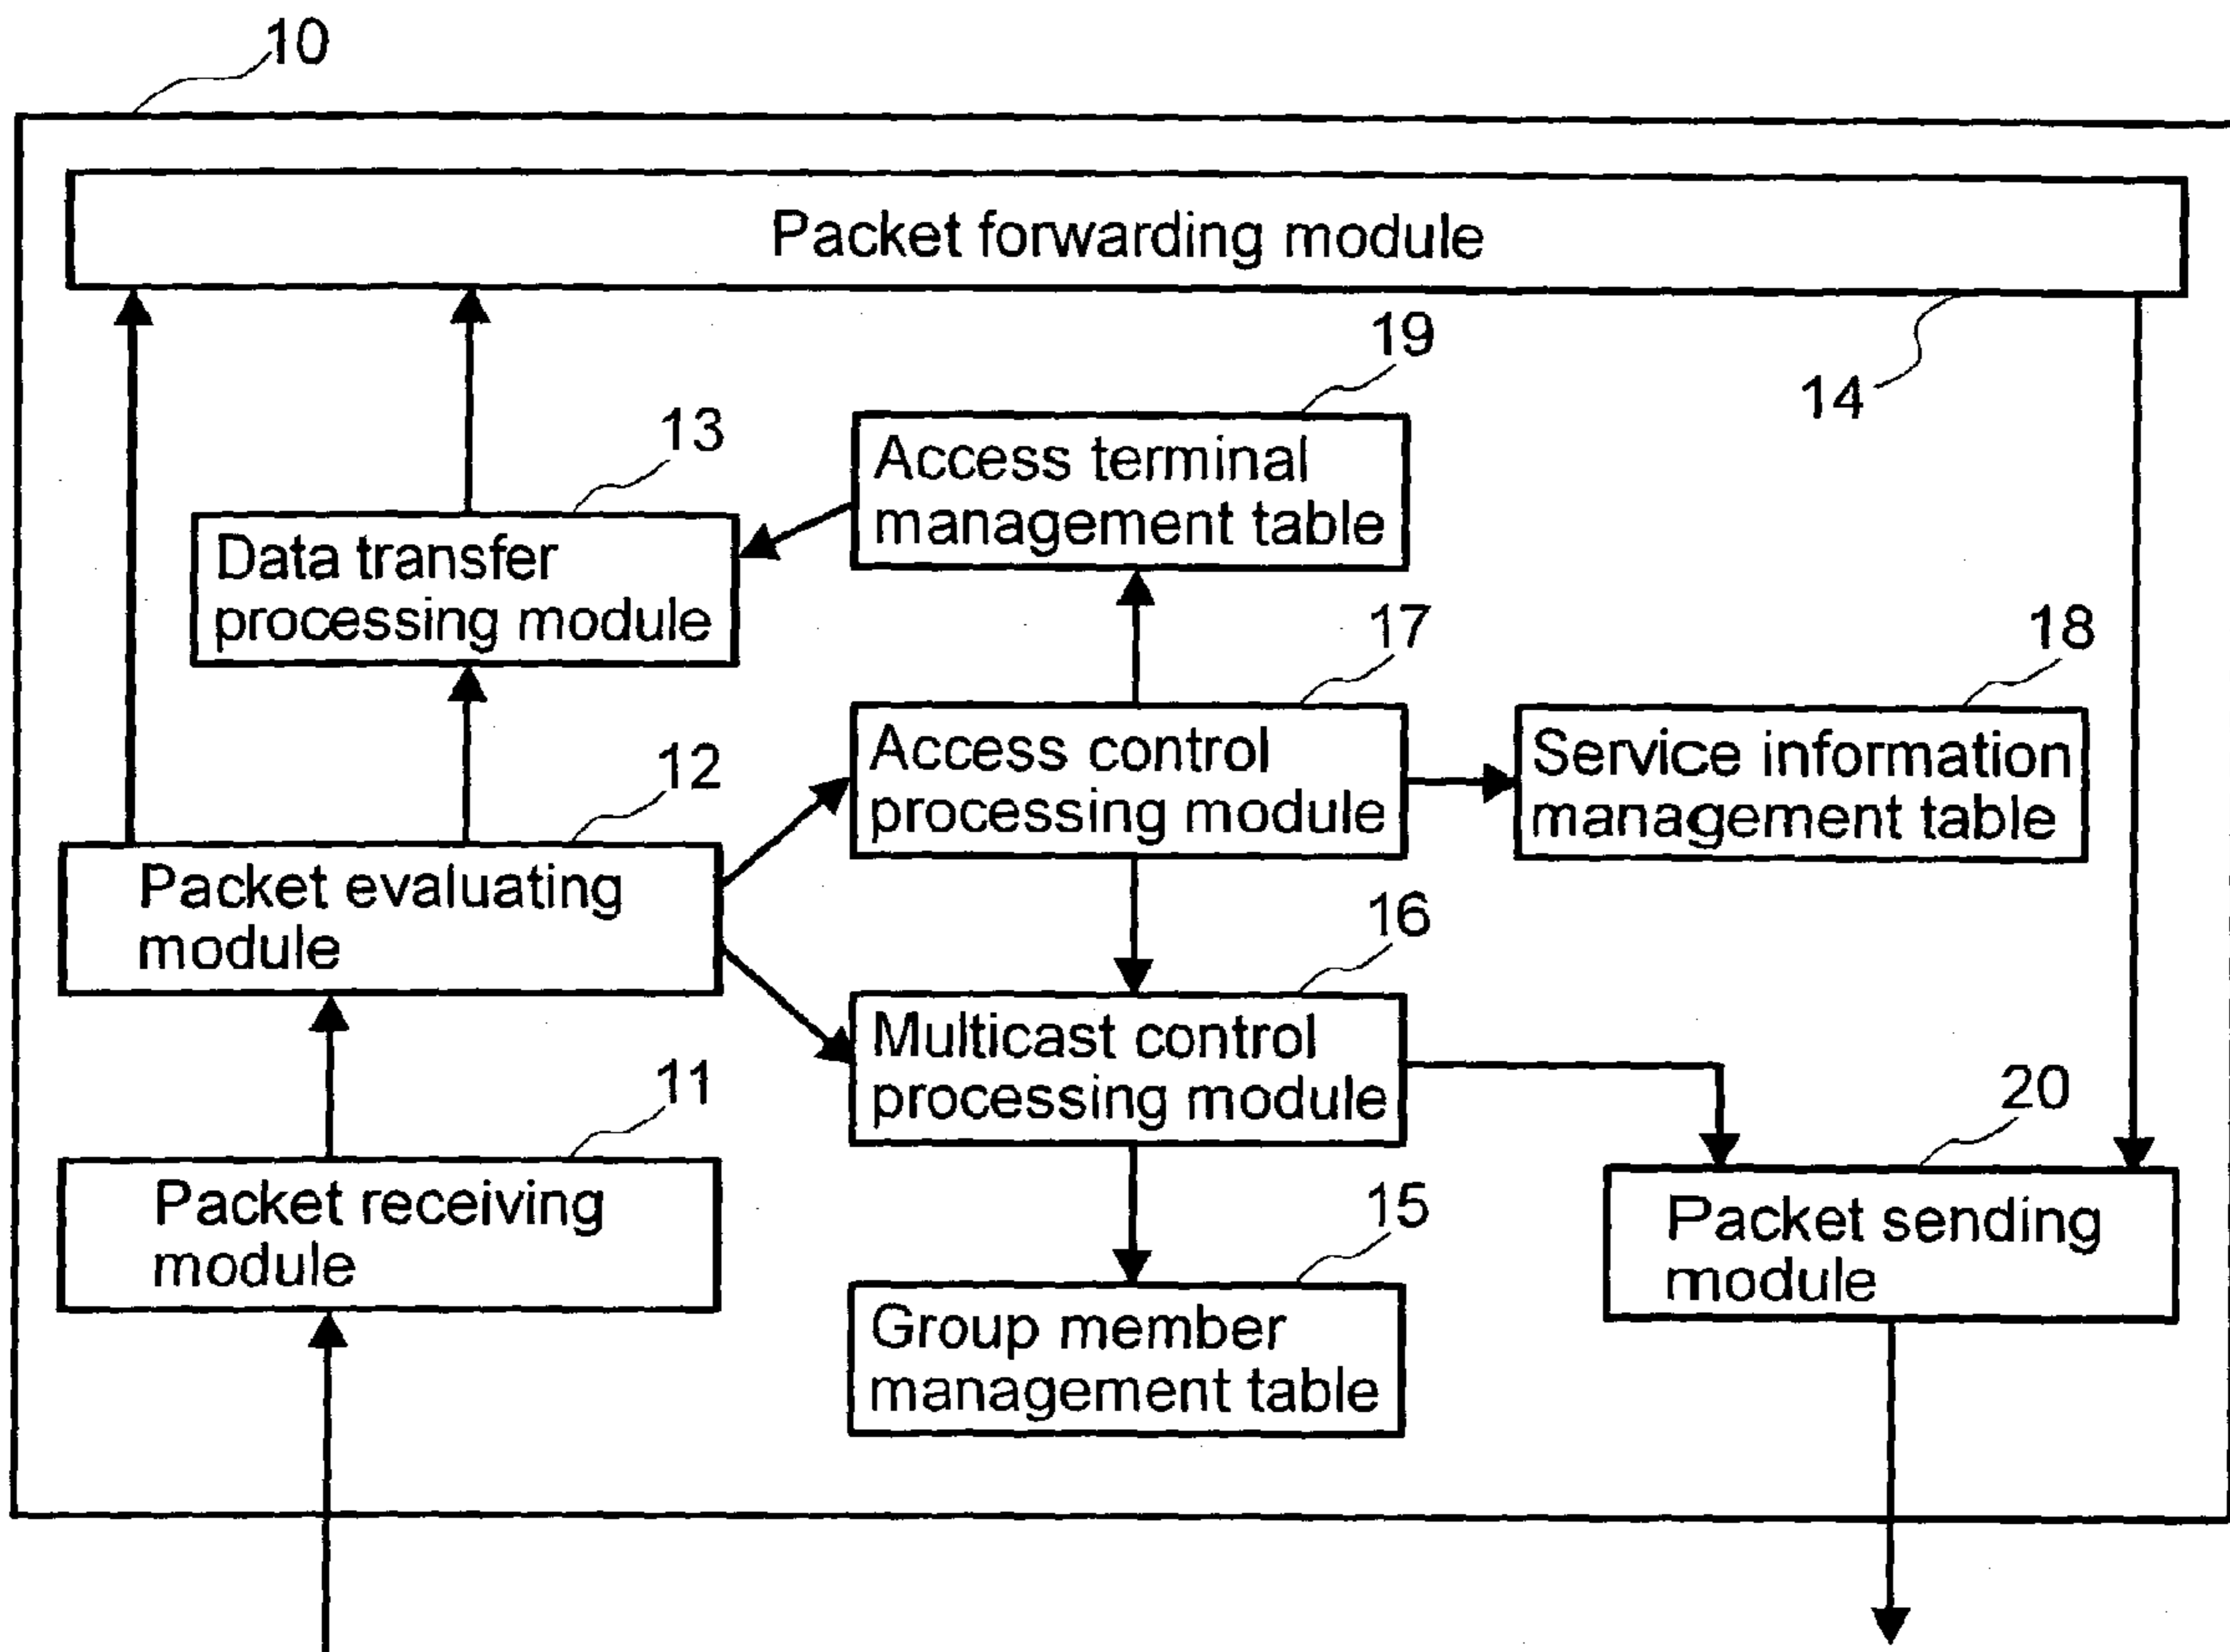 10
Packet forwarding module
19
14
13
Access terminal
management table
Data transfer
processing module
17
18
12
Access control
processing module
Service information
management table
Packet evaluating
module
16
Multicast control
processing module
11
20
Packet receiving
module
15
Packet sending
module
Group member
management table